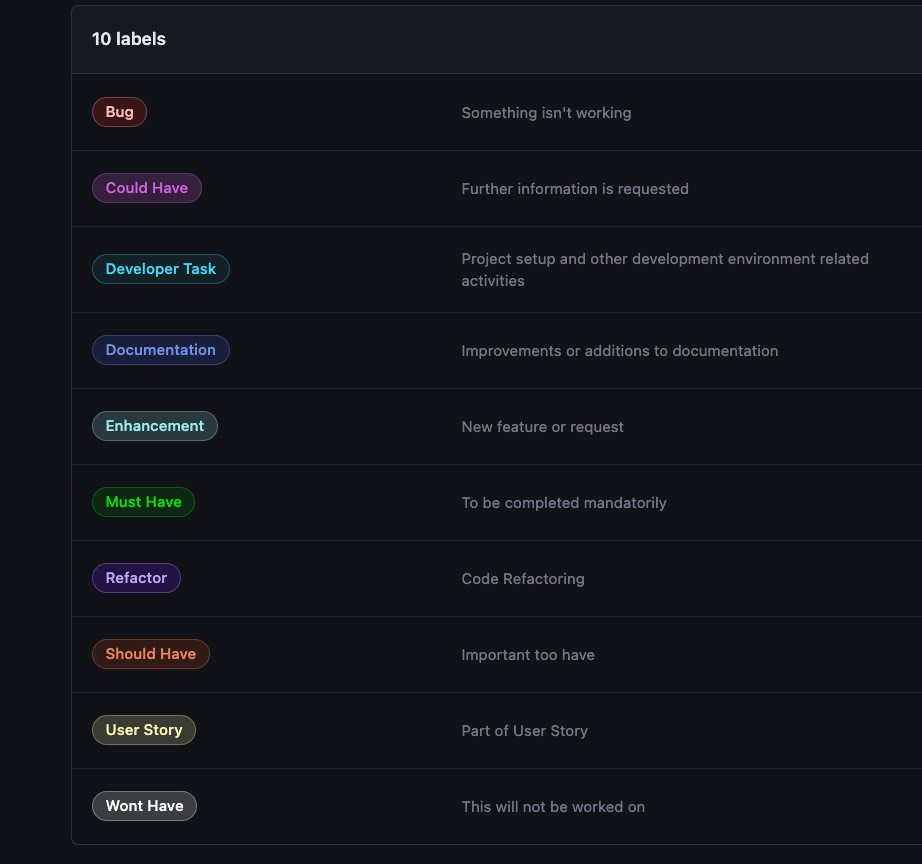 10 labels
Bug
Something isn't working
Could Have
Further information is requested
Developer Task
Project setup and other development environment related
activities
Documentation
Improvements or additions to documentation
Enhancement
New feature or request
Must Have
To be completed mandatorily
Refactor
Code Refactoring
Should Have
Important too have
User Story
Part of User Story
Wont Have
This will not be worked on